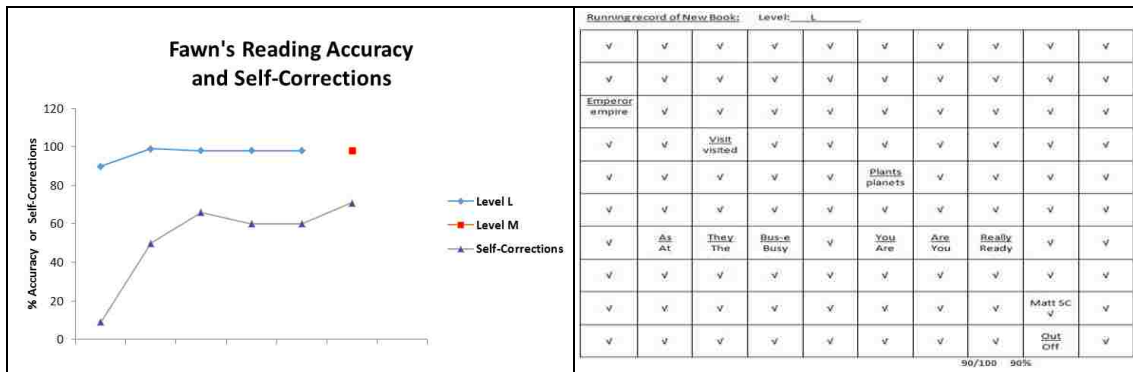 Fawn's Reading Accuracy
and Self-Corrections
% Accuracy or Self-Corrections
120
100
80
60
40
20
0
Level L
Level M
Self-Corrections
Running record of New Book: Level: L
√ √ √ √ √ √ √ √ √ √
√ √ √ √ √ √ √ √ √ √
Emperor √ √ √ √ √ √ √ √ √
empire
√ √ Visit √ √ √ √ √ √ √
visited
√ √ √ √ √ Plants √ √ √ √
planets
√ √ √ √ √ √ √ √ √ √
√ As They Bus-e √ You Are Really √ √
At The Busy Are You Ready
√ √ √ √ √ √ √ √ √ √
√ √ √ √ √ √ √ √ Matt SC √
√
√ √ √ √ √ √ √ √ Out √
Off
90/100 90%